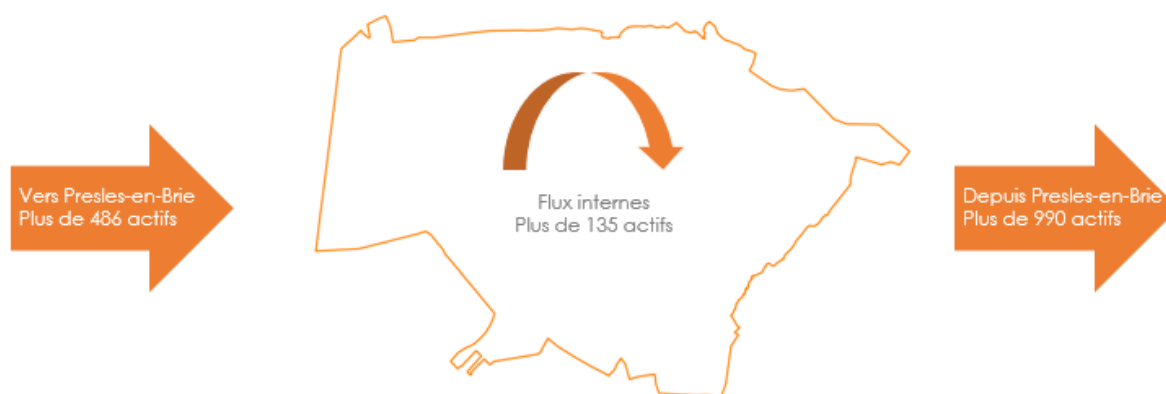 Vers Presles-en-Brie
Plus de 486 actifs
Flux internes
Plus de 135 actifs
Depuis Presles-en-Brie
Plus de 990 actifs